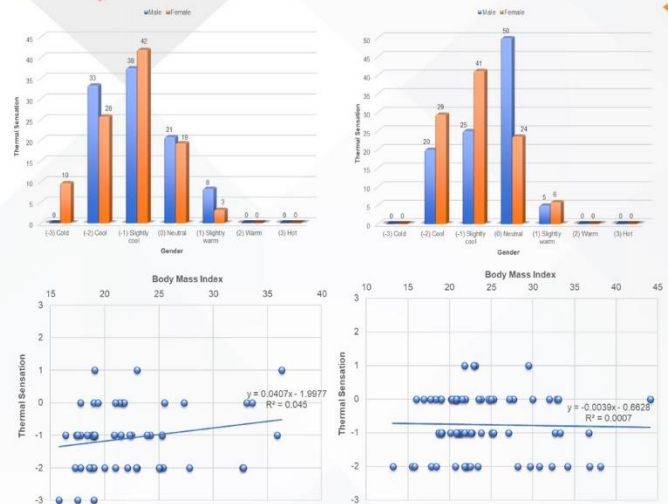 Male Female
45
40
35
30
25
20
15
10
5
0
Thermal Sensation
0 10 33 26 38 42 21 19 8 3 0 0 0 0
(-3) Cold (-2) Cool (-1) Slightly cool (0) Neutral (1) Slightly warm (2) Warm (3) Hot
Gender
Male Female
50
45
40
35
30
25
20
15
10
5
0
Thermal Sensation
0 0 20 29 25 41 50 24 5 6 0 0 0 0
(-3) Cold (-2) Cool (-1) Slightly cool (0) Neutral (1) Slightly warm (2) Warm (3) Hot
Gender
Body Mass Index
15 20 25 30 35 40
3
2
1
0
-1
-2
-3
Thermal Sensation
y = 0.0407x - 1.9977
R² = 0.045
Body Mass Index
10 15 20 25 30 35 40 45
3
2
1
0
-1
-2
-3
Thermal Sensation
y = -0.0039x - 0.6628
R² = 0.0007